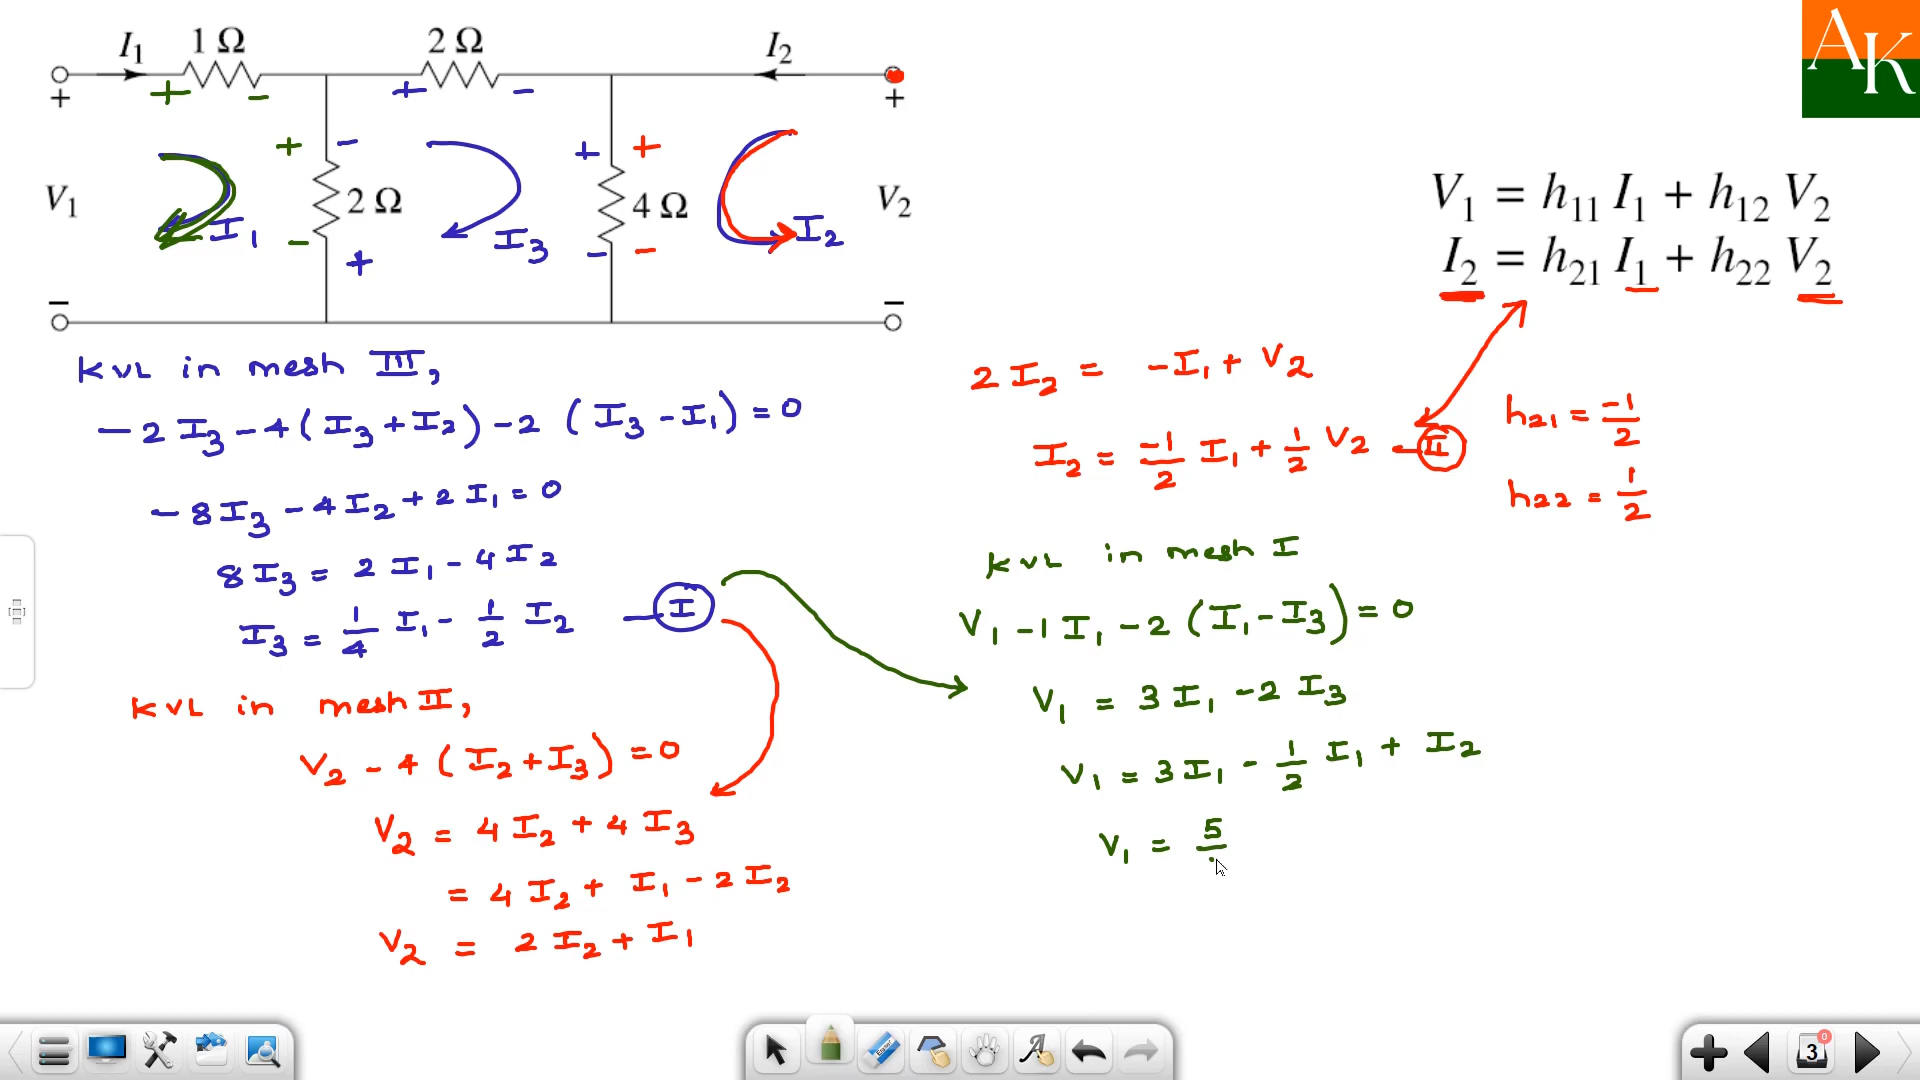 I₁ 1 Ω 2 Ω I₂
+ + - + - +
+ - + +
V₁ 2 Ω 4 Ω V₂
I₁ - + I₃ - - I₂
− −
AK
V₁ = h₁₁ I₁ + h₁₂ V₂
I₂ = h₂₁ I₁ + h₂₂ V₂
KVL in mesh III,
-2 I₃ - 4 (I₃ + I₂) - 2 (I₃ - I₁) = 0
-8 I₃ - 4 I₂ + 2 I₁ = 0
8 I₃ = 2 I₁ - 4 I₂
I₃ = 1/4 I₁ - 1/2 I₂ — I
KVL in mesh II,
V₂ - 4 (I₂ + I₃) = 0
V₂ = 4 I₂ + 4 I₃
= 4 I₂ + I₁ - 2 I₂
V₂ = 2 I₂ + I₁
2 I₂ = - I₁ + V₂
I₂ = -1/2 I₁ + 1/2 V₂ — II
h₂₁ = -1/2
h₂₂ = 1/2
KVL in mesh I
V₁ - 1 I₁ - 2 (I₁ - I₃) = 0
V₁ = 3 I₁ - 2 I₃
V₁ = 3 I₁ - 1/2 I₁ + I₂
V₁ = 5/
Eraser
A
3
0